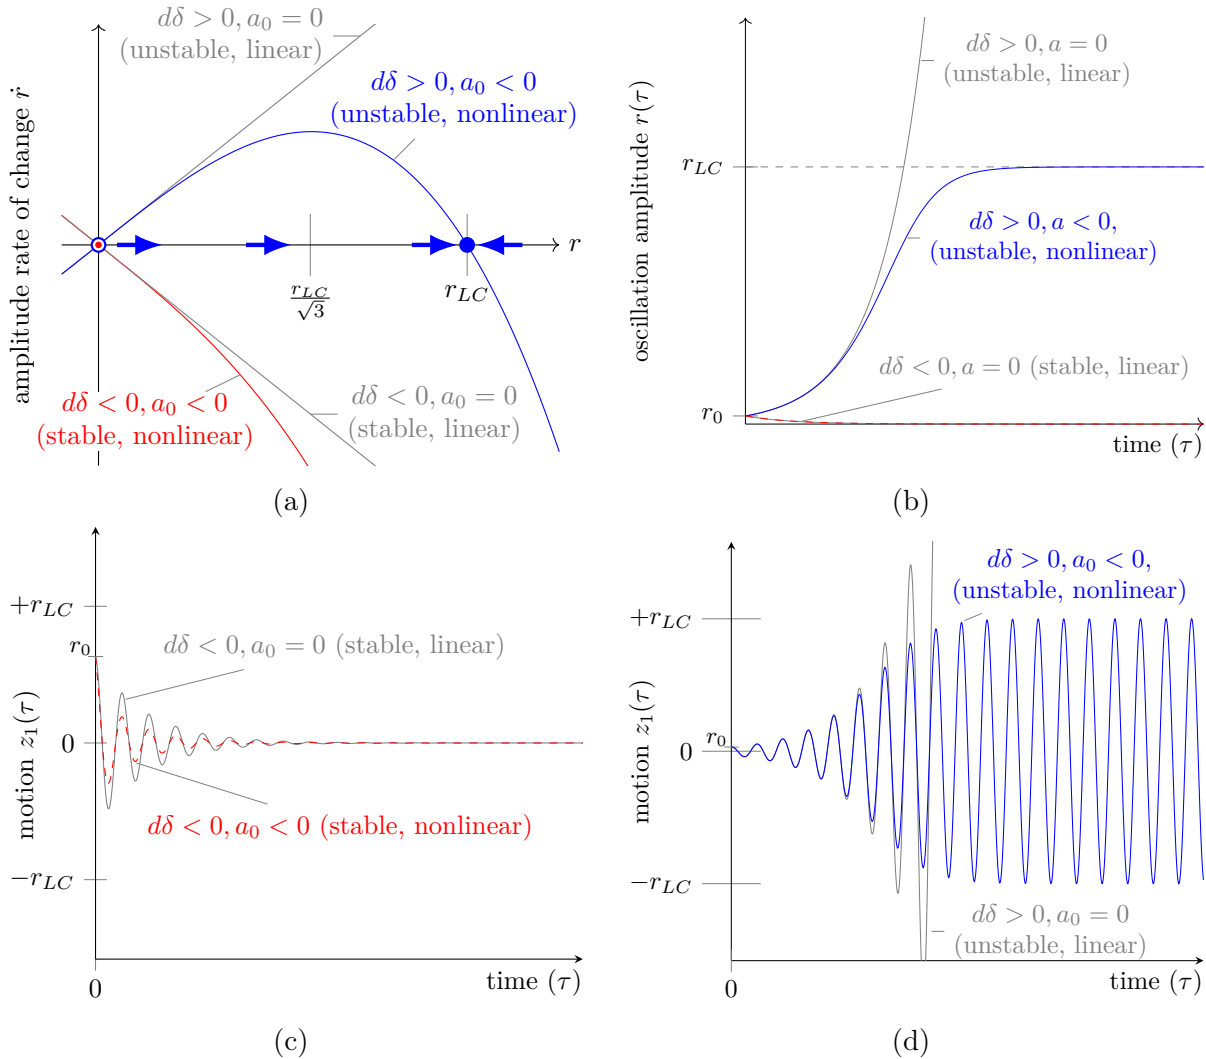 dδ > 0, a₀ = 0
(unstable, linear)
dδ > 0, a₀ < 0
(unstable, nonlinear)
amplitude rate of change ṙ
r
r_LC/√3
r_LC
dδ < 0, a₀ < 0
(stable, nonlinear)
dδ < 0, a₀ = 0
(stable, linear)
(a)
dδ > 0, a = 0
(unstable, linear)
oscillation amplitude r(τ)
r_LC
dδ > 0, a < 0,
(unstable, nonlinear)
dδ < 0, a = 0 (stable, linear)
r₀
time (τ)
(b)
+r_LC
r₀
dδ < 0, a₀ = 0 (stable, linear)
motion z₁(τ)
0
dδ < 0, a₀ < 0 (stable, nonlinear)
−r_LC
time (τ)
0
(c)
dδ > 0, a₀ < 0,
(unstable, nonlinear)
+r_LC
motion z₁(τ)
r₀
0
−r_LC
dδ > 0, a₀ = 0
(unstable, linear)
time (τ)
0
(d)